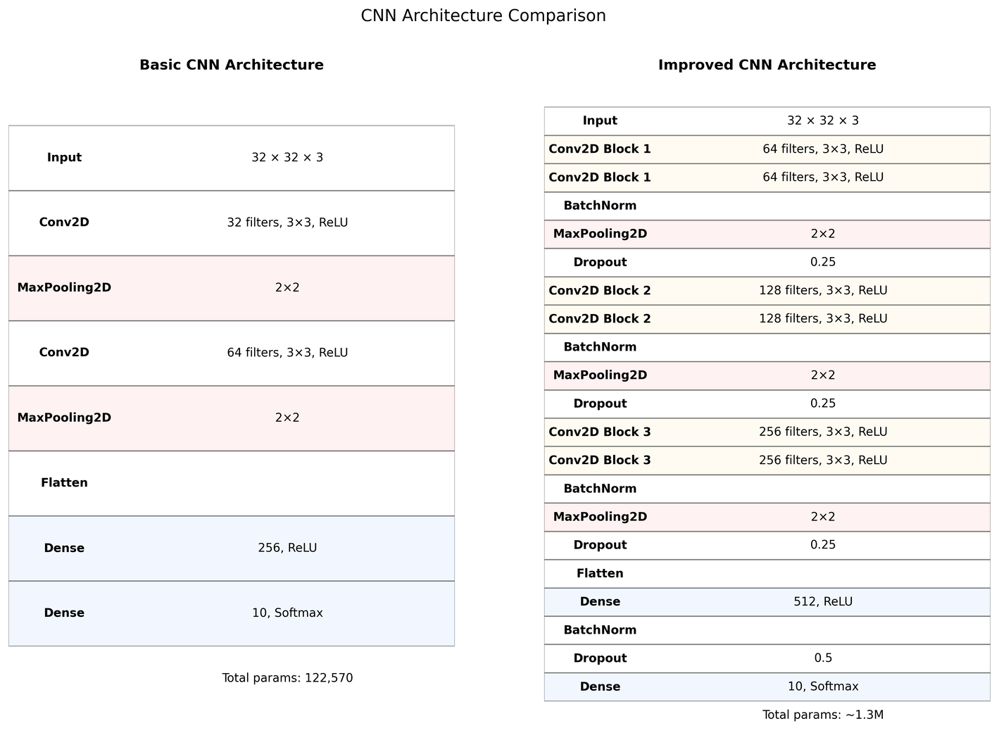 CNN Architecture Comparison
Basic CNN Architecture
Input 32 × 32 × 3
Conv2D 32 filters, 3×3, ReLU
MaxPooling2D 2×2
Conv2D 64 filters, 3×3, ReLU
MaxPooling2D 2×2
Flatten
Dense 256, ReLU
Dense 10, Softmax
Total params: 122,570
Improved CNN Architecture
Input 32 × 32 × 3
Conv2D Block 1 64 filters, 3×3, ReLU
Conv2D Block 1 64 filters, 3×3, ReLU
BatchNorm
MaxPooling2D 2×2
Dropout 0.25
Conv2D Block 2 128 filters, 3×3, ReLU
Conv2D Block 2 128 filters, 3×3, ReLU
BatchNorm
MaxPooling2D 2×2
Dropout 0.25
Conv2D Block 3 256 filters, 3×3, ReLU
Conv2D Block 3 256 filters, 3×3, ReLU
BatchNorm
MaxPooling2D 2×2
Dropout 0.25
Flatten
Dense 512, ReLU
BatchNorm
Dropout 0.5
Dense 10, Softmax
Total params: ~1.3M